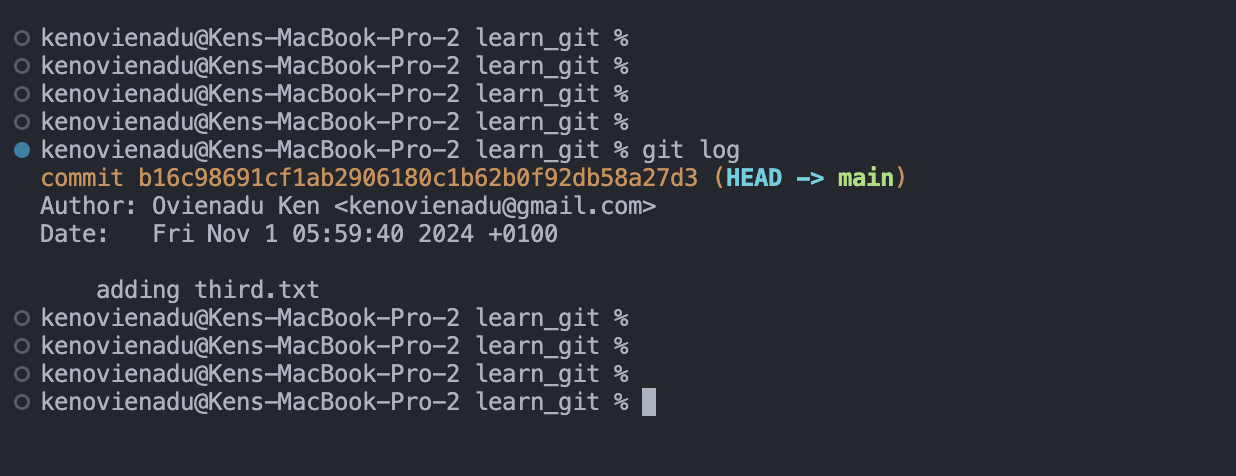 kenovienadu@Kens-MacBook-Pro-2 learn_git %
kenovienadu@Kens-MacBook-Pro-2 learn_git %
kenovienadu@Kens-MacBook-Pro-2 learn_git %
kenovienadu@Kens-MacBook-Pro-2 learn_git %
kenovienadu@Kens-MacBook-Pro-2 learn_git % git log
commit b16c98691cf1ab2906180c1b62b0f92db58a27d3 (HEAD -> main)
Author: Ovienadu Ken <kenovienadu@gmail.com>
Date:   Fri Nov 1 05:59:40 2024 +0100
    adding third.txt
kenovienadu@Kens-MacBook-Pro-2 learn_git %
kenovienadu@Kens-MacBook-Pro-2 learn_git %
kenovienadu@Kens-MacBook-Pro-2 learn_git %
kenovienadu@Kens-MacBook-Pro-2 learn_git %